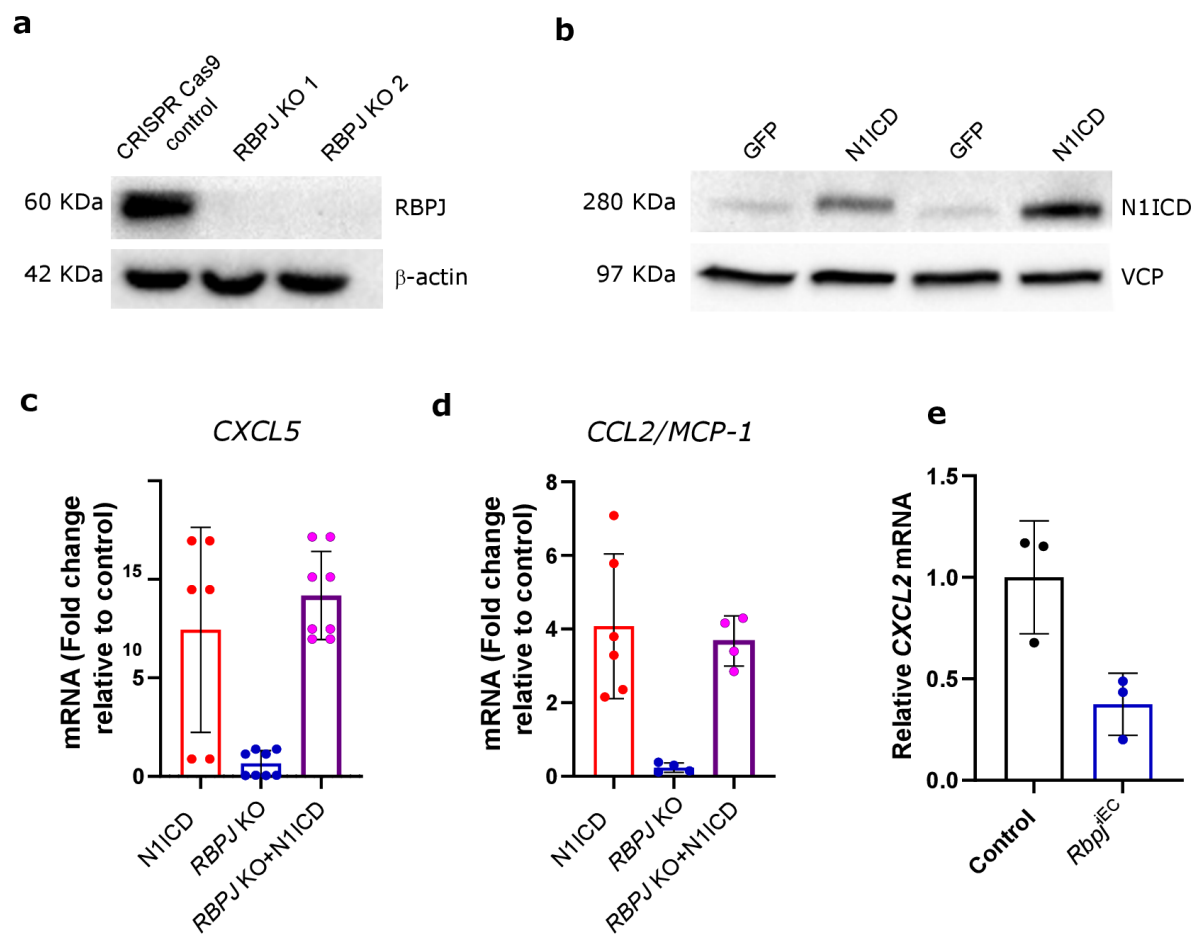 a
CRISPR Cas9
control
RBPJ KO 1
RBPJ KO 2
60 KDa
RBPJ
42 KDa
β-actin
b
GFP
N1ICD
GFP
N1ICD
280 KDa
N1ICD
97 KDa
VCP
c
CXCL5
mRNA (Fold change
relative to control)
15
10
5
0
N1ICD
RBPJ KO
RBPJ KO+N1ICD
d
CCL2/MCP-1
mRNA (Fold change
relative to control)
8
6
4
2
0
N1ICD
RBPJ KO
RBPJ KO+N1ICD
e
Relative CXCL2 mRNA
1.5
1.0
0.5
0.0
Control
Rbpj